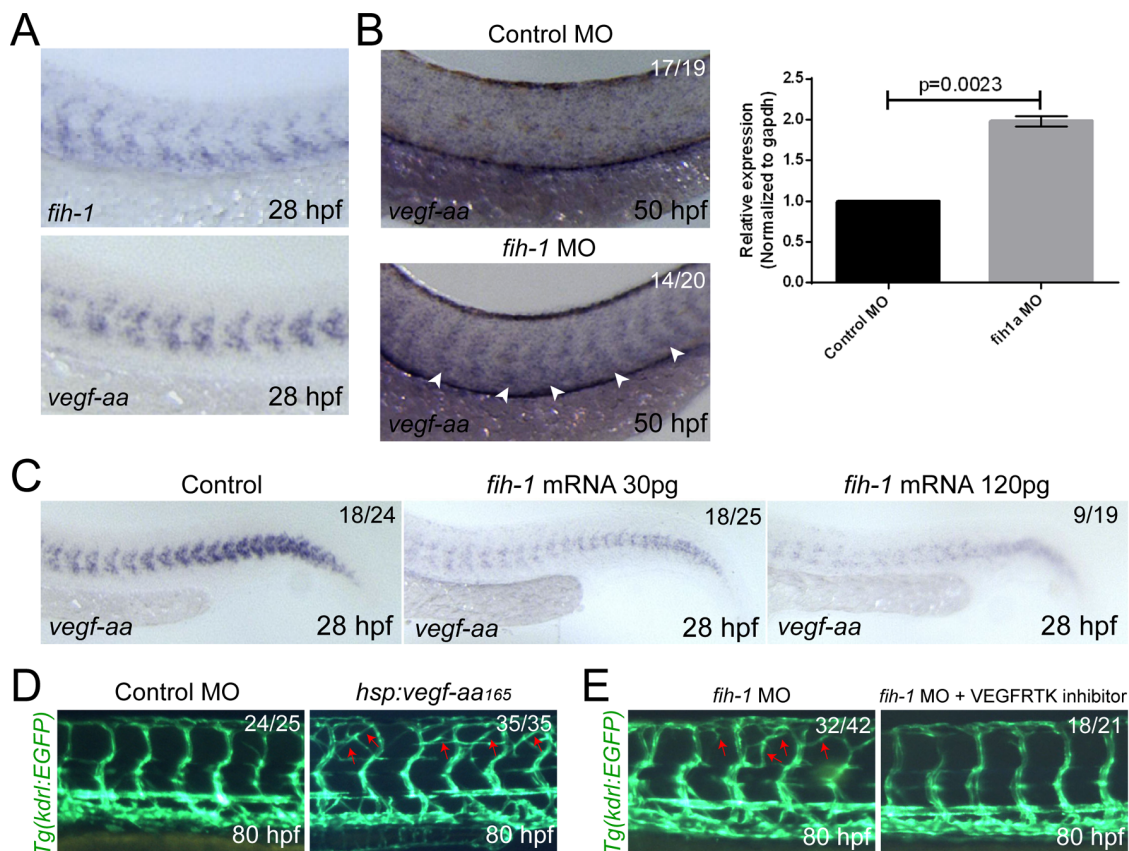 A
fih-1
28 hpf
vegf-aa
28 hpf
B
Control MO
17/19
vegf-aa
50 hpf
fih-1 MO
14/20
vegf-aa
50 hpf
Relative expression
(Normalized to gapdh)
2.5
2.0
1.5
1.0
0.5
0.0
p=0.0023
Control MO
fih1a MO
C
Control
18/24
vegf-aa
28 hpf
fih-1 mRNA 30pg
18/25
vegf-aa
28 hpf
fih-1 mRNA 120pg
9/19
vegf-aa
28 hpf
D
Tg(kdrl:EGFP)
Control MO
24/25
80 hpf
hsp:vegf-aa165
35/35
80 hpf
E
Tg(kdrl:EGFP)
fih-1 MO
32/42
80 hpf
fih-1 MO + VEGFRTK inhibitor
18/21
80 hpf